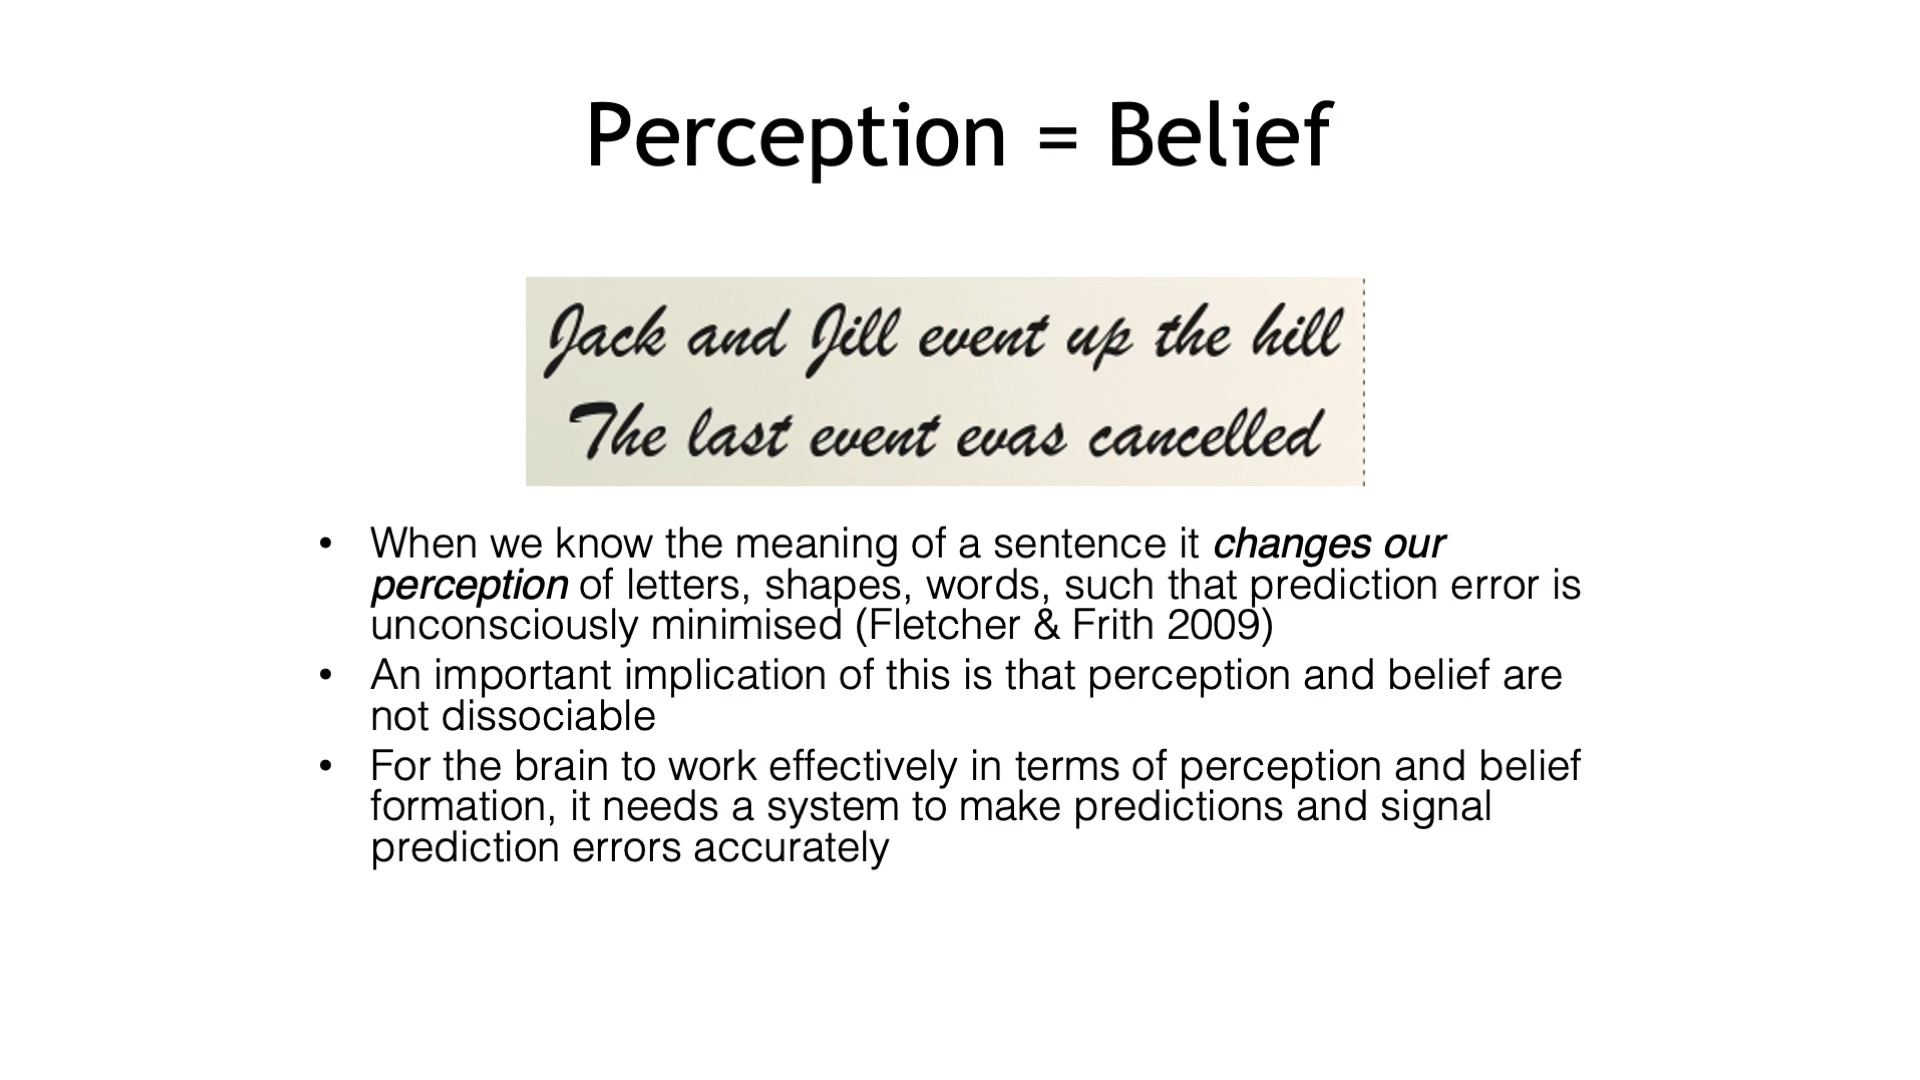 Perception = Belief
Jack and Jill event up the hill
The last event evas cancelled
• When we know the meaning of a sentence it changes our
perception of letters, shapes, words, such that prediction error is
unconsciously minimised (Fletcher & Frith 2009)
• An important implication of this is that perception and belief are
not dissociable
• For the brain to work effectively in terms of perception and belief
formation, it needs a system to make predictions and signal
prediction errors accurately